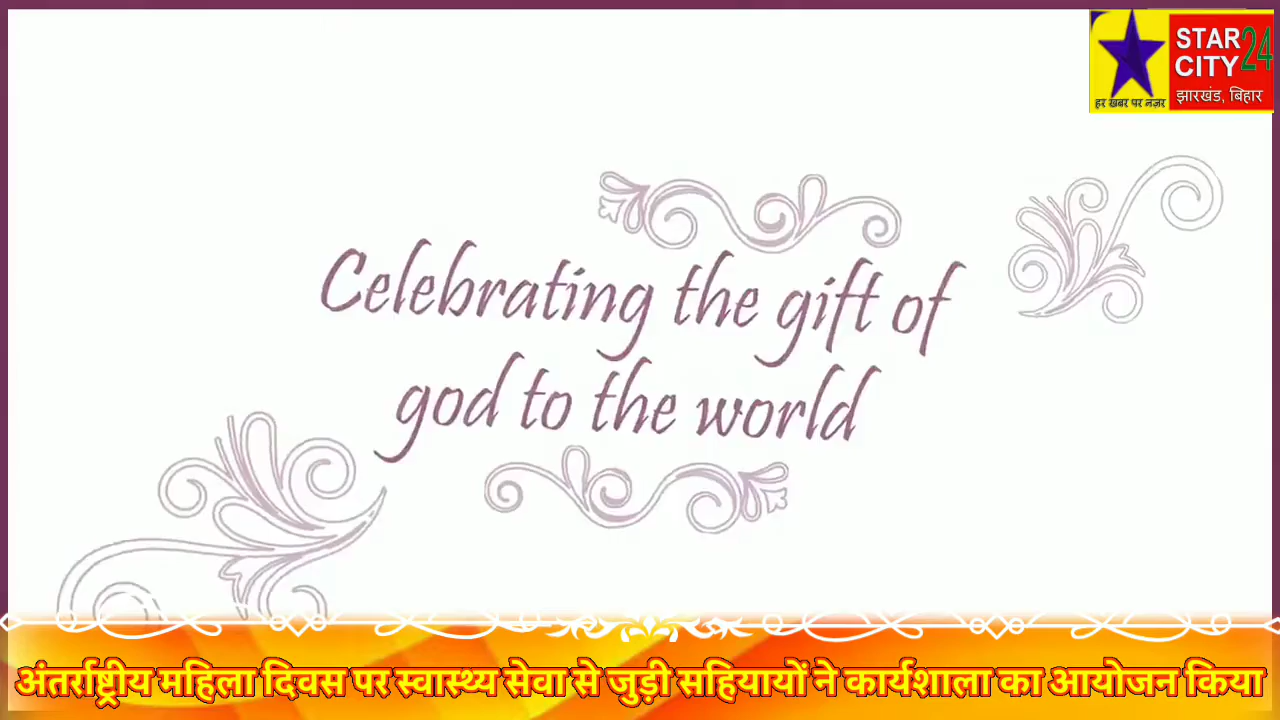 STAR 24
CITY
हर खबर पर नज़र
झारखंड, बिहार
Celebrating the gift of
god to the world
अंतर्राष्ट्रीय महिला दिवस पर स्वास्थ्य सेवा से जुड़ी सहियायों ने कार्यशाला का आयोजन किया